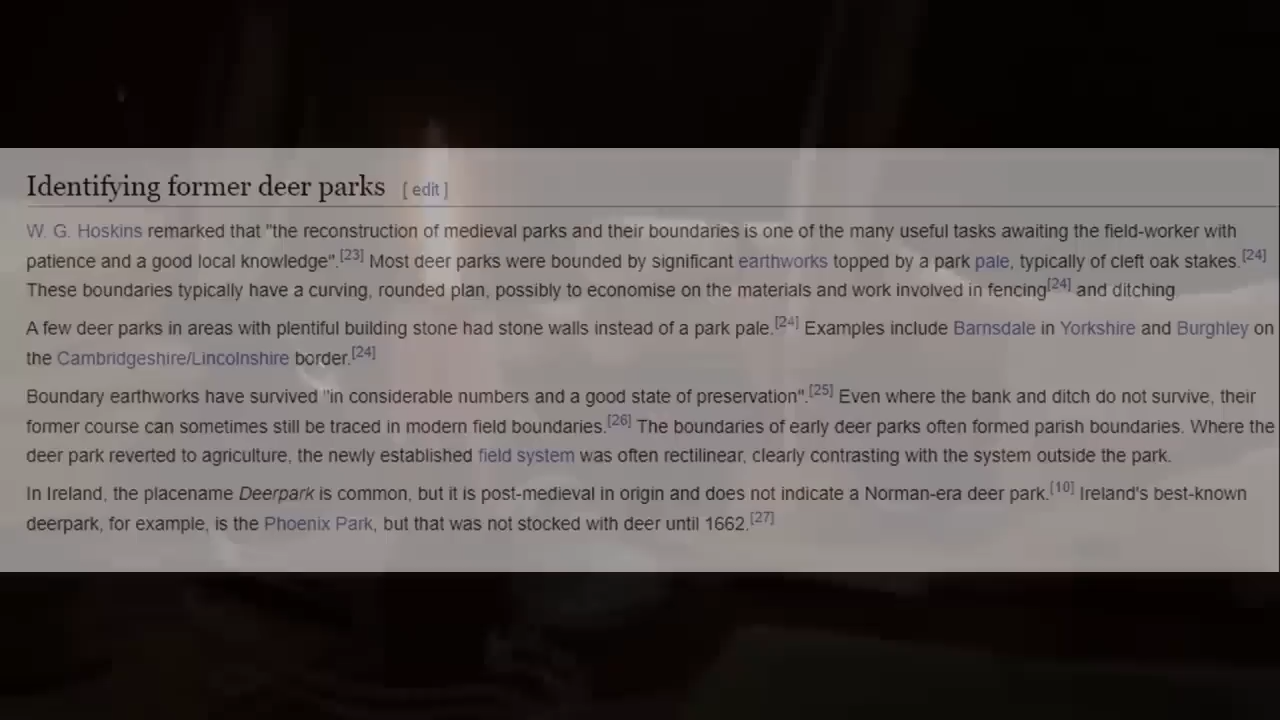 Identifying former deer parks [ edit ]
W. G. Hoskins remarked that "the reconstruction of medieval parks and their boundaries is one of the many useful tasks awaiting the field-worker with
patience and a good local knowledge".[23] Most deer parks were bounded by significant earthworks topped by a park pale, typically of cleft oak stakes.[24]
These boundaries typically have a curving, rounded plan, possibly to economise on the materials and work involved in fencing[24] and ditching
A few deer parks in areas with plentiful building stone had stone walls instead of a park pale.[24] Examples include Barnsdale in Yorkshire and Burghley on
the Cambridgeshire/Lincolnshire border.[24]
Boundary earthworks have survived "in considerable numbers and a good state of preservation".[25] Even where the bank and ditch do not survive, their
former course can sometimes still be traced in modern field boundaries.[26] The boundaries of early deer parks often formed parish boundaries. Where the
deer park reverted to agriculture, the newly established field system was often rectilinear, clearly contrasting with the system outside the park.
In Ireland, the placename Deerpark is common, but it is post-medieval in origin and does not indicate a Norman-era deer park.[10] Ireland's best-known
deerpark, for example, is the Phoenix Park, but that was not stocked with deer until 1662.[27]